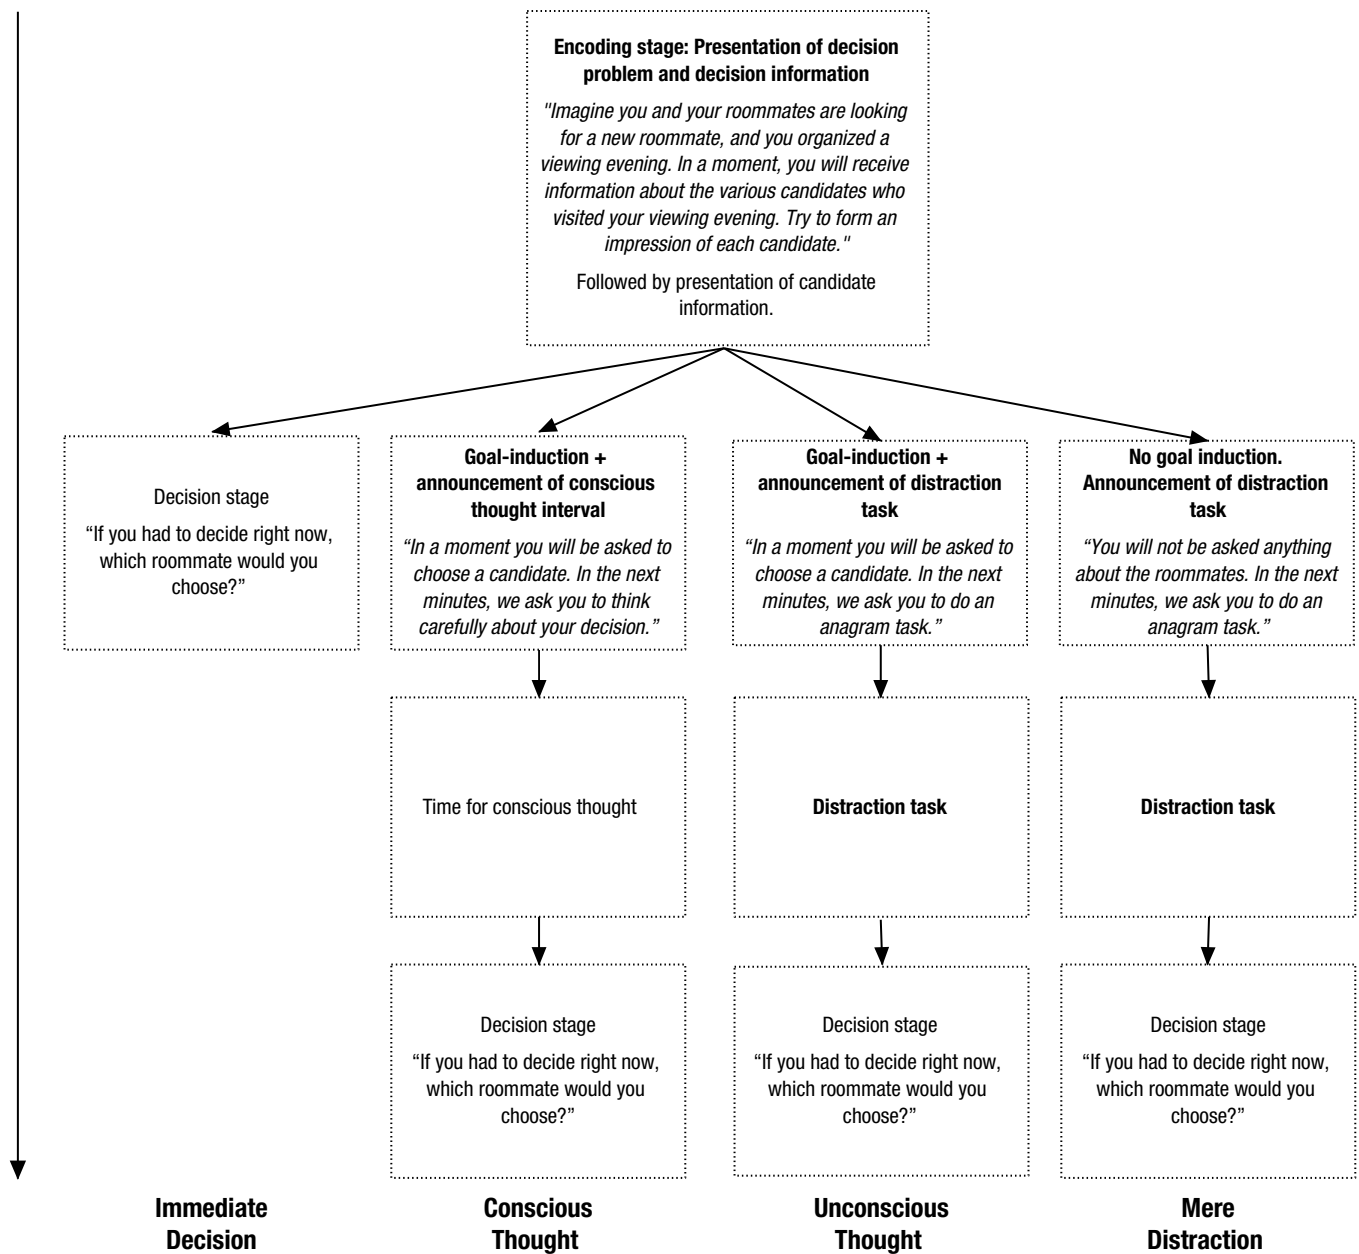 Encoding stage: Presentation of decision
problem and decision information
"Imagine you and your roommates are looking
for a new roommate, and you organized a
viewing evening. In a moment, you will receive
information about the various candidates who
visited your viewing evening. Try to form an
impression of each candidate."
Followed by presentation of candidate
information.
Decision stage
“If you had to decide right now,
which roommate would you
choose?”
Goal-induction +
announcement of conscious
thought interval
“In a moment you will be asked to
choose a candidate. In the next
minutes, we ask you to think
carefully about your decision.”
Goal-induction +
announcement of distraction
task
“In a moment you will be asked to
choose a candidate. In the next
minutes, we ask you to do an
anagram task.”
No goal induction.
Announcement of distraction
task
“You will not be asked anything
about the roommates. In the next
minutes, we ask you to do an
anagram task.”
Time for conscious thought
Distraction task
Distraction task
Decision stage
“If you had to decide right now,
which roommate would you
choose?”
Decision stage
“If you had to decide right now,
which roommate would you
choose?”
Decision stage
“If you had to decide right now,
which roommate would you
choose?”
Immediate
Decision
Conscious
Thought
Unconscious
Thought
Mere
Distraction